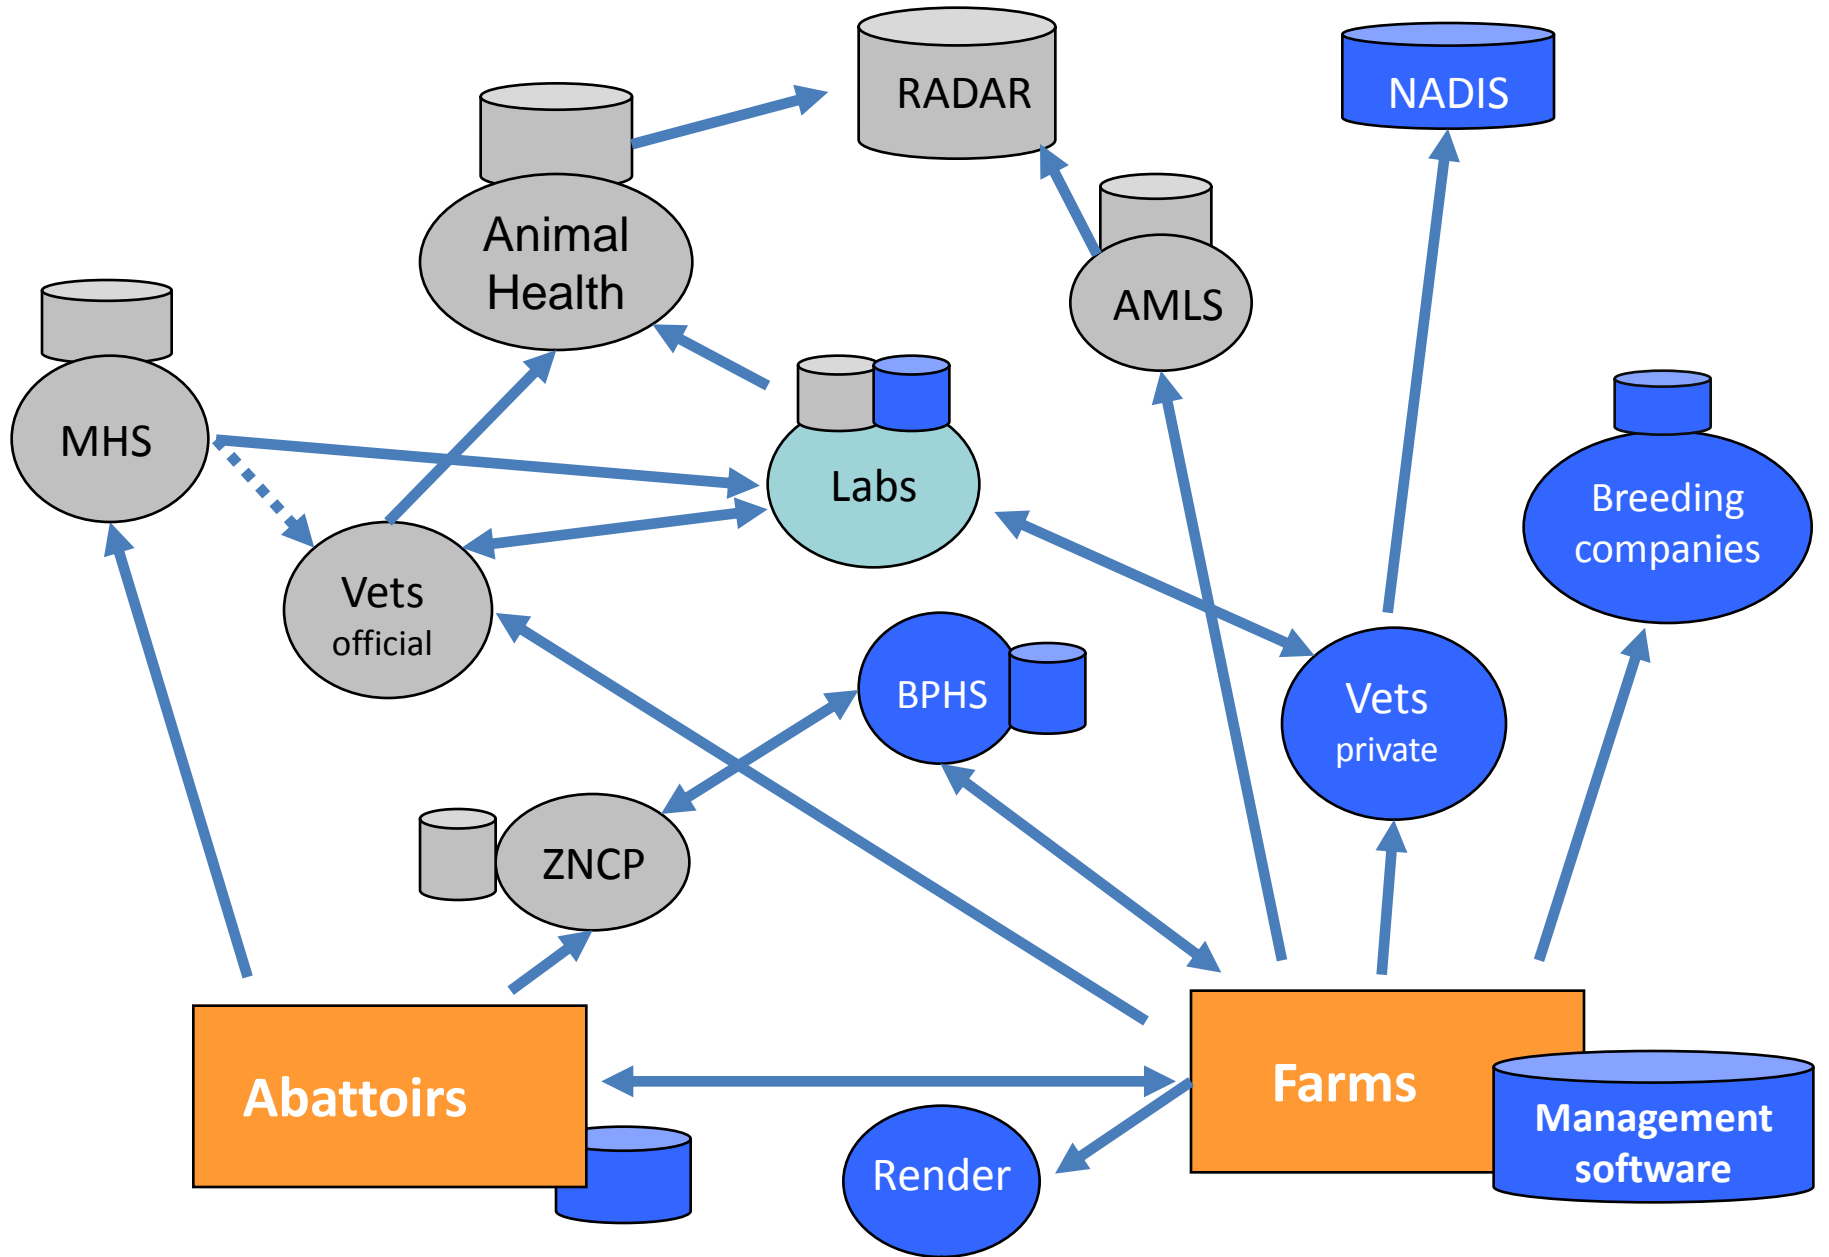 RADAR
NADIS
Animal
Health
AMLS
MHS
Labs
Breeding
companies
Vets
official
BPHS
Vets
private
ZNCP
Abattoirs
Farms
Management
software
Render